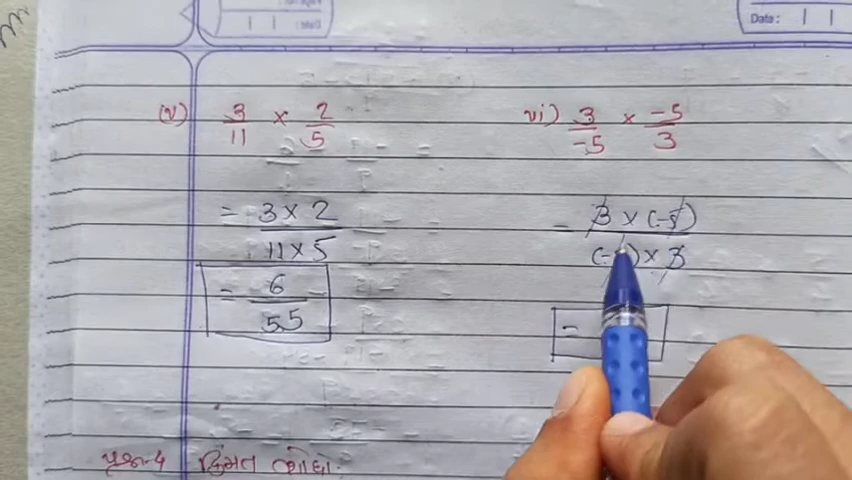 Date:
(v) 3/11 × 2/5
vi) 3/-5 × -5/3
= 3 × 2 / 11 × 5
= 3 × (-5) / (-5) × 3
= 6/55
=
પ્રશ્ન-4 કિંમત શોધો.